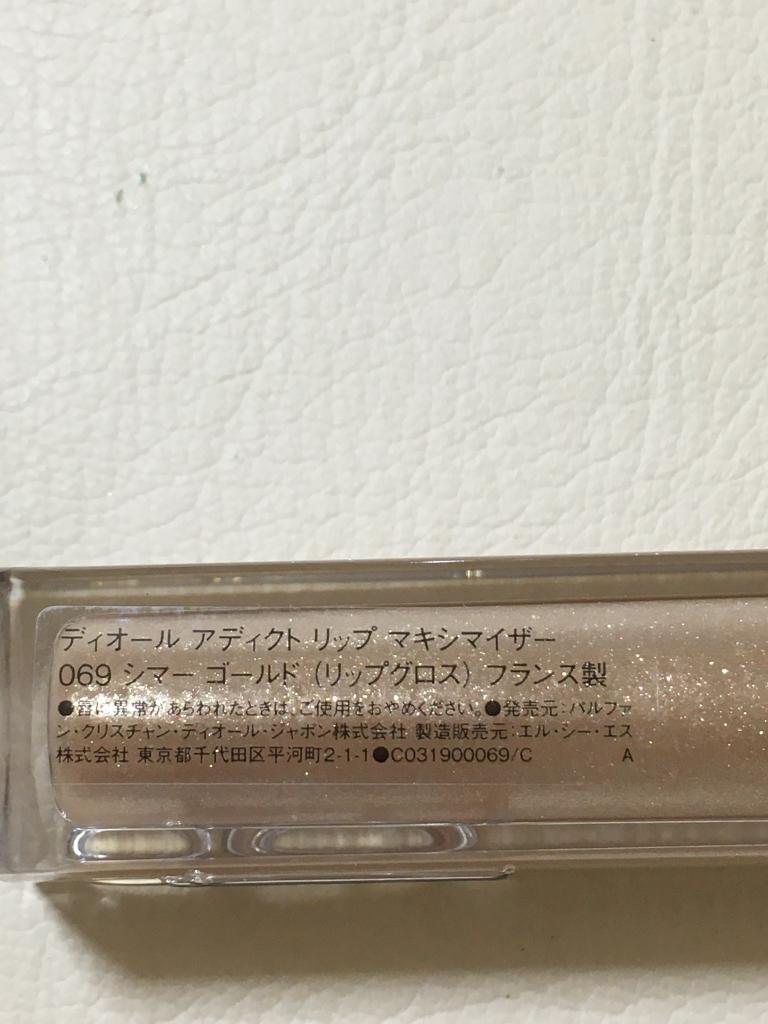 ディオール アディクト リップ マキシマイザー
069 シマー ゴールド (リップグロス) フランス製
●唇に異常があらわれたときは、ご使用をおやめください。●発売元:パルファ
ン・クリスチャン・ディオール・ジャポン株式会社 製造販売元:エル・シー・エス
株式会社 東京都千代田区平河町2-1-1●C031900069/C A